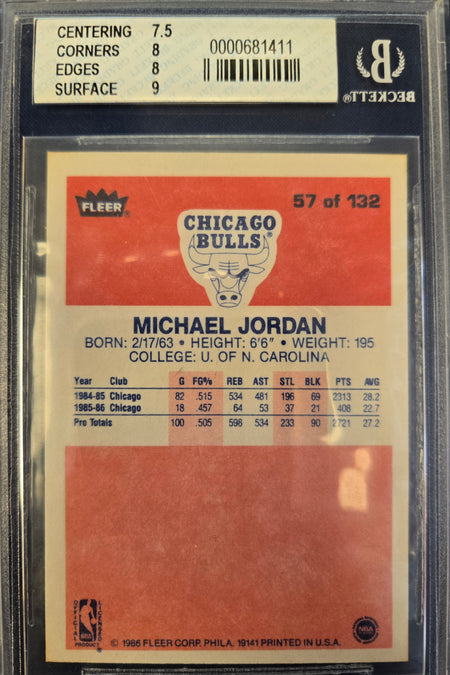 CENTERING 7.5
CORNERS 8
EDGES 8
SURFACE 9
0000681411
B
BECKETT®
FLEER®
57 of 132
CHICAGO
BULLS®
MICHAEL JORDAN
BORN: 2/17/63 • HEIGHT: 6'6" • WEIGHT: 195
COLLEGE: U. OF N. CAROLINA
Year Club G FG% REB AST STL BLK PTS AVG
1984-85 Chicago 82 .515 534 481 196 69 2313 28.2
1985-86 Chicago 18 .457 64 53 37 21 408 22.7
Pro Totals 100 .505 598 534 233 90 2721 27.2
OFFICIAL LICENSED
NBA
PRODUCT
© 1986 FLEER CORP. PHILA. 19141 PRINTED IN U.S.A.